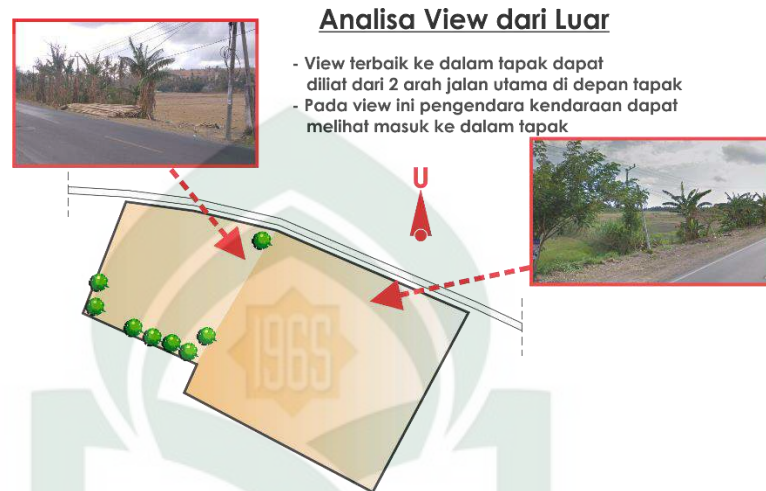 Analisa View dari Luar
- View terbaik ke dalam tapak dapat
diliat dari 2 arah jalan utama di depan tapak
- Pada view ini pengendara kendaraan dapat
melihat masuk ke dalam tapak
U
1965